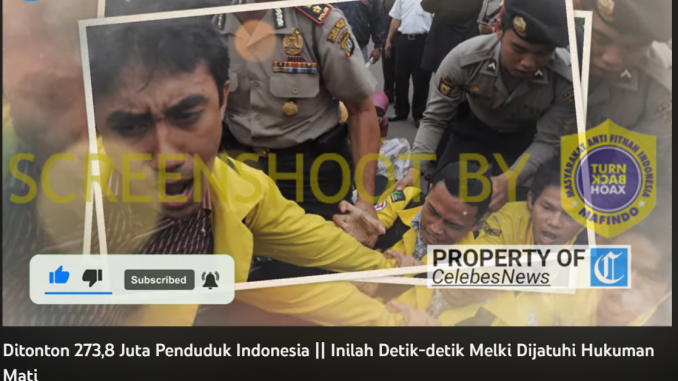 SCREENSHOOT BY
MASYARAKAT ANTI FITNAH INDONESIA
TURN
BACK
HOAX
MAFINDO
PROPERTY OF
CelebesNews
Subscribed
Ditonton 273,8 Juta Penduduk Indonesia || Inilah Detik-detik Melki Dijatuhi Hukuman
Mati